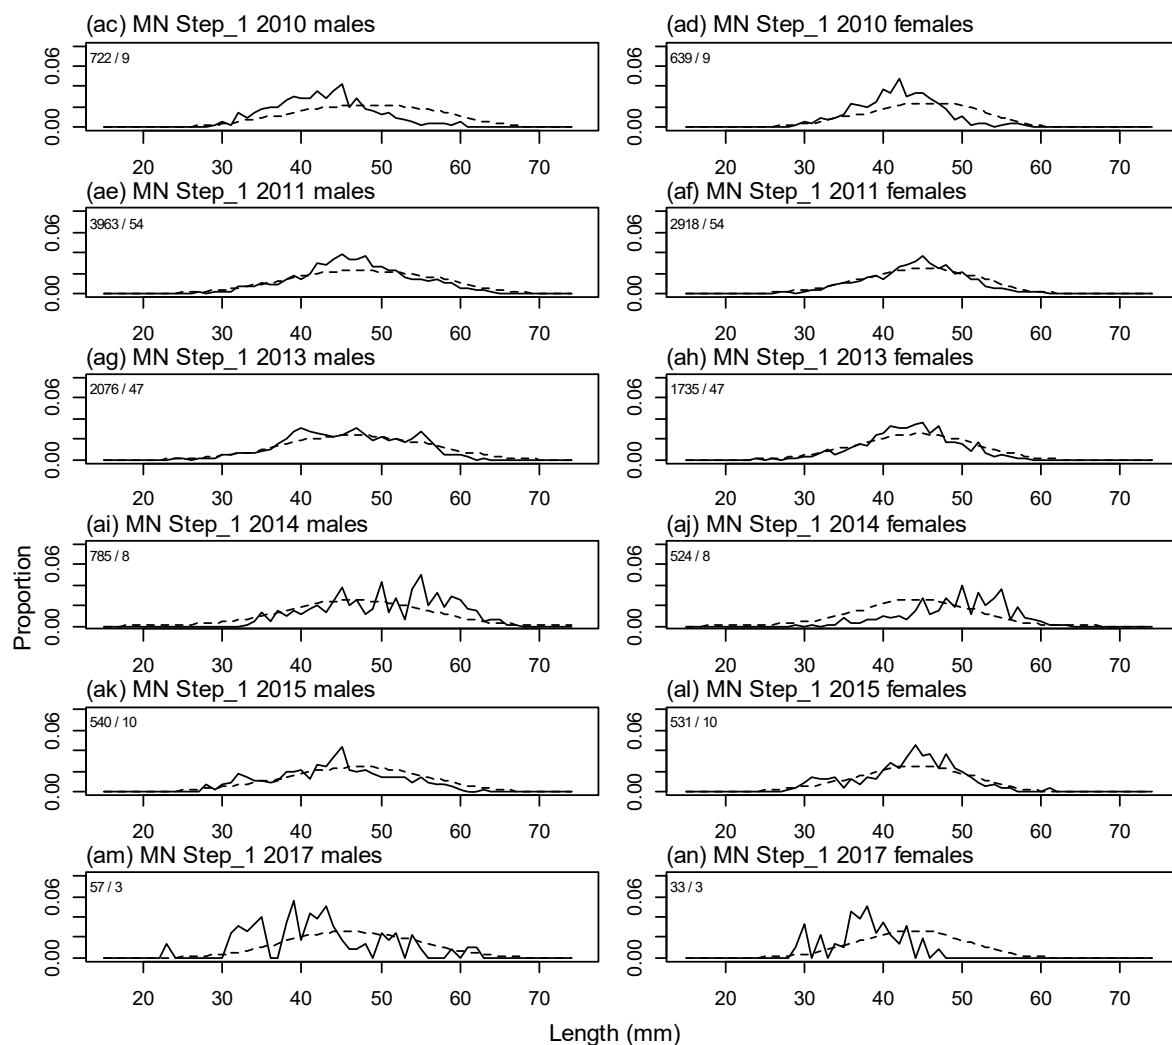 (ac) MN Step_1 2010 males (ad) MN Step_1 2010 females
722 / 9 639 / 9
0.06 0.06
0.00 0.00
20 30 40 50 60 70 20 30 40 50 60 70
(ae) MN Step_1 2011 males (af) MN Step_1 2011 females
3963 / 54 2918 / 54
0.06 0.06
0.00 0.00
20 30 40 50 60 70 20 30 40 50 60 70
(ag) MN Step_1 2013 males (ah) MN Step_1 2013 females
2076 / 47 1735 / 47
0.06 0.06
0.00 0.00
20 30 40 50 60 70 20 30 40 50 60 70
(ai) MN Step_1 2014 males (aj) MN Step_1 2014 females
785 / 8 524 / 8
0.06 0.06
0.00 0.00
Proportion
20 30 40 50 60 70 20 30 40 50 60 70
(ak) MN Step_1 2015 males (al) MN Step_1 2015 females
540 / 10 531 / 10
0.06 0.06
0.00 0.00
20 30 40 50 60 70 20 30 40 50 60 70
(am) MN Step_1 2017 males (an) MN Step_1 2017 females
57 / 3 33 / 3
0.06 0.06
0.00 0.00
20 30 40 50 60 70 20 30 40 50 60 70
Length (mm)